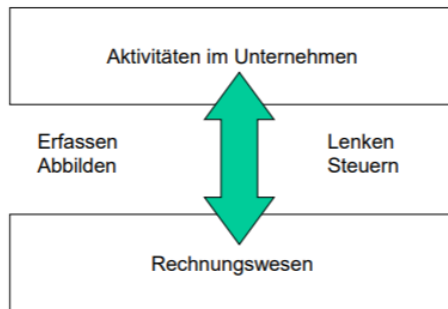 Aktivitäten im Unternehmen
Erfassen
Abbilden
Lenken
Steuern
Rechnungswesen